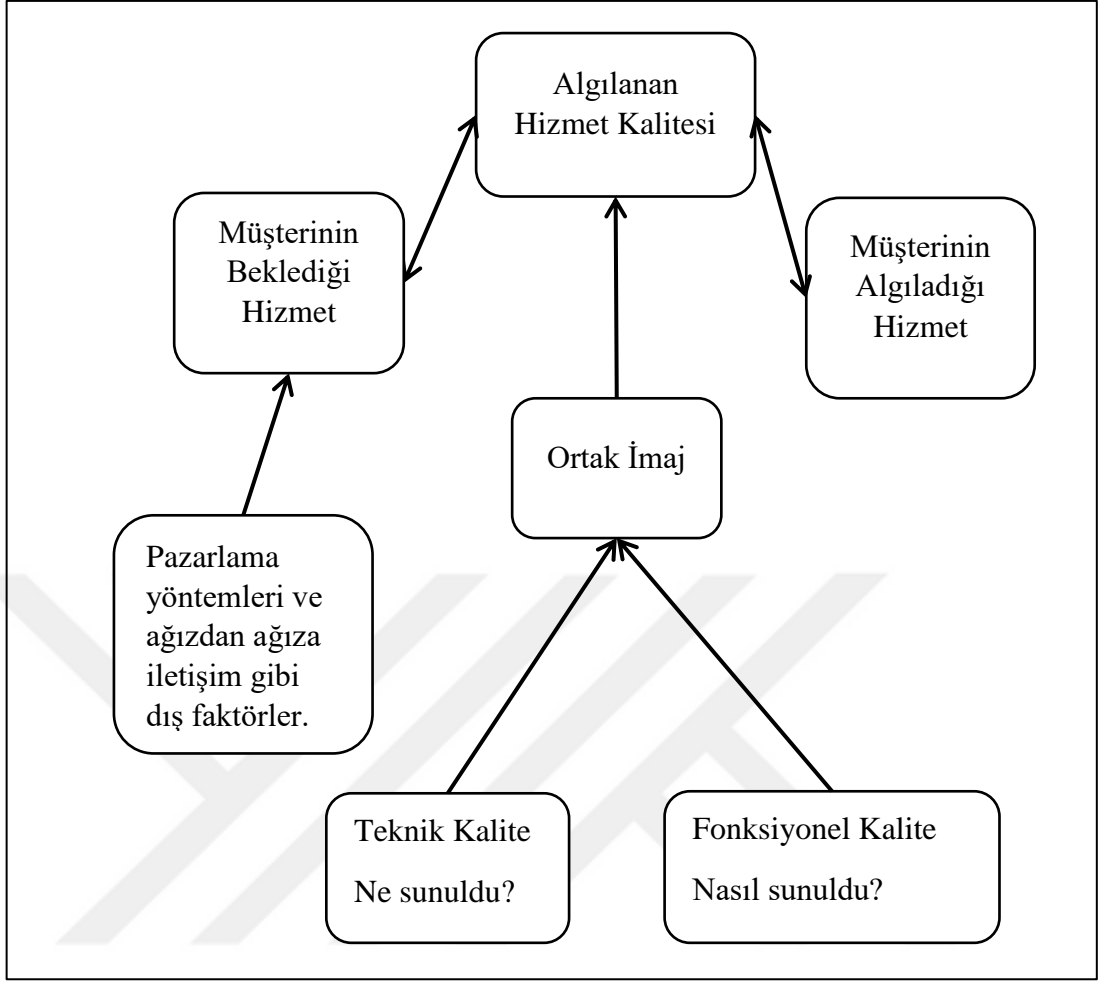 Algılanan
Hizmet Kalitesi
Müşterinin
Beklediği
Hizmet
Müşterinin
Algıladığı
Hizmet
Ortak İmaj
Pazarlama
yöntemleri ve
ağızdan ağıza
iletişim gibi
dış faktörler.
Teknik Kalite
Ne sunuldu?
Fonksiyonel Kalite
Nasıl sunuldu?